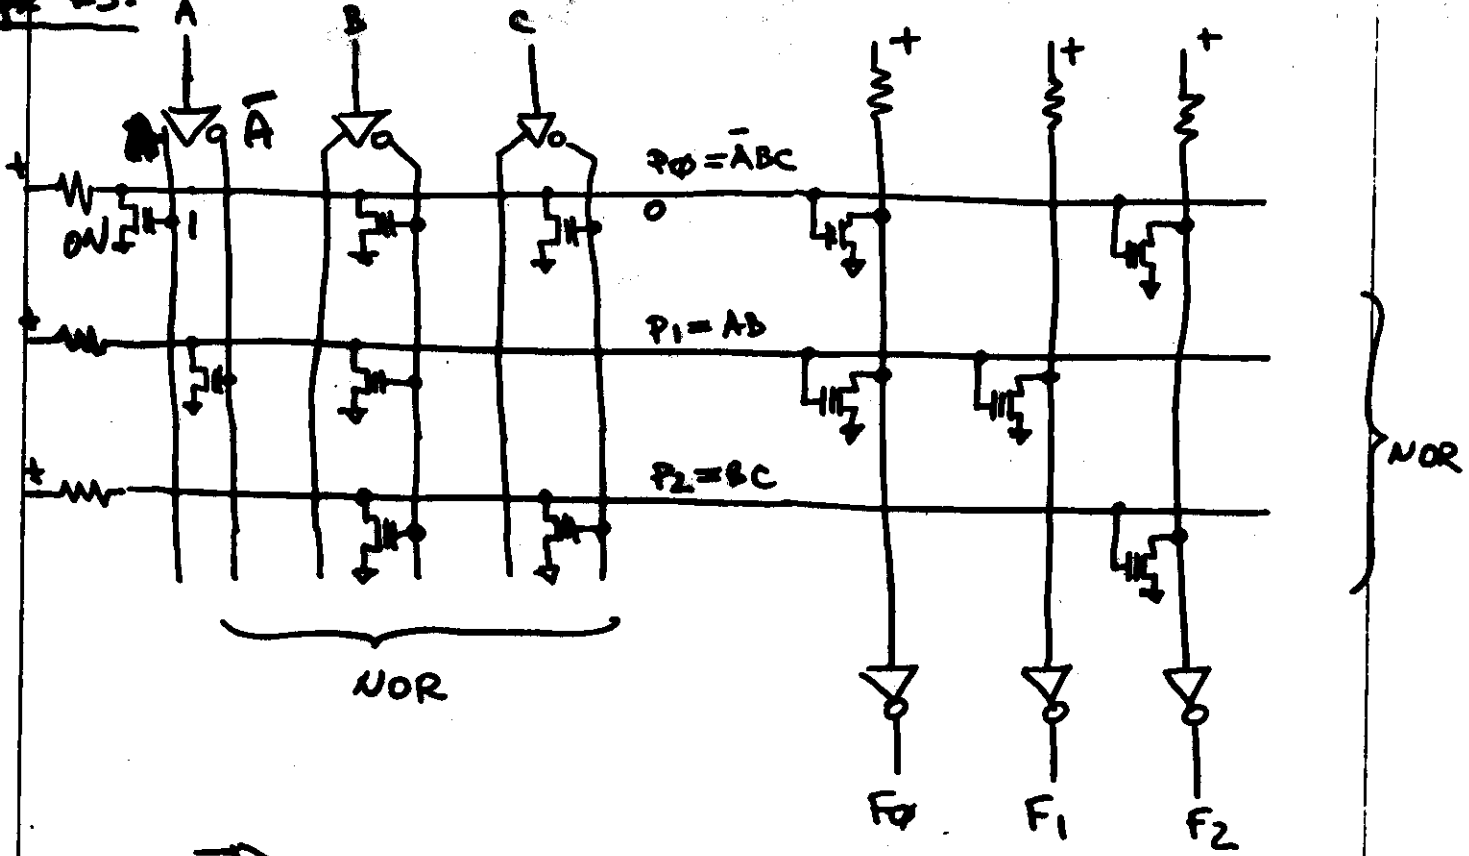 A B C
+ + +
A Ā
+ P0 = ĀBC
0
ON 1
+ P1 = AB
NOR
+ P2 = BC
NOR
F0 F1 F2